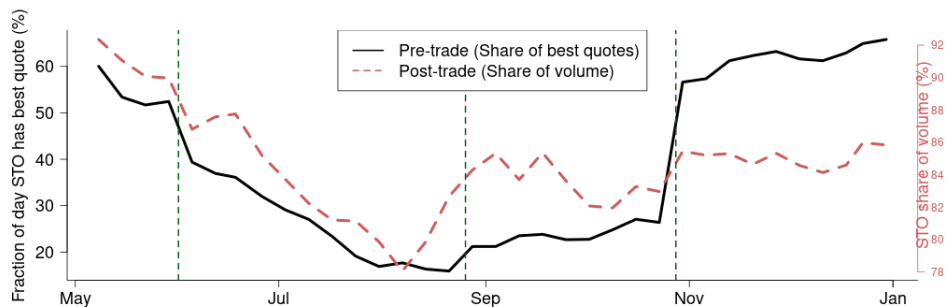 Fraction of day STO has best quote (%)
60
50
40
30
20
Pre-trade (Share of best quotes)
Post-trade (Share of volume)
92
90
88
86
84
82
80
78
STO share of volume (%)
May
Jul
Sep
Nov
Jan